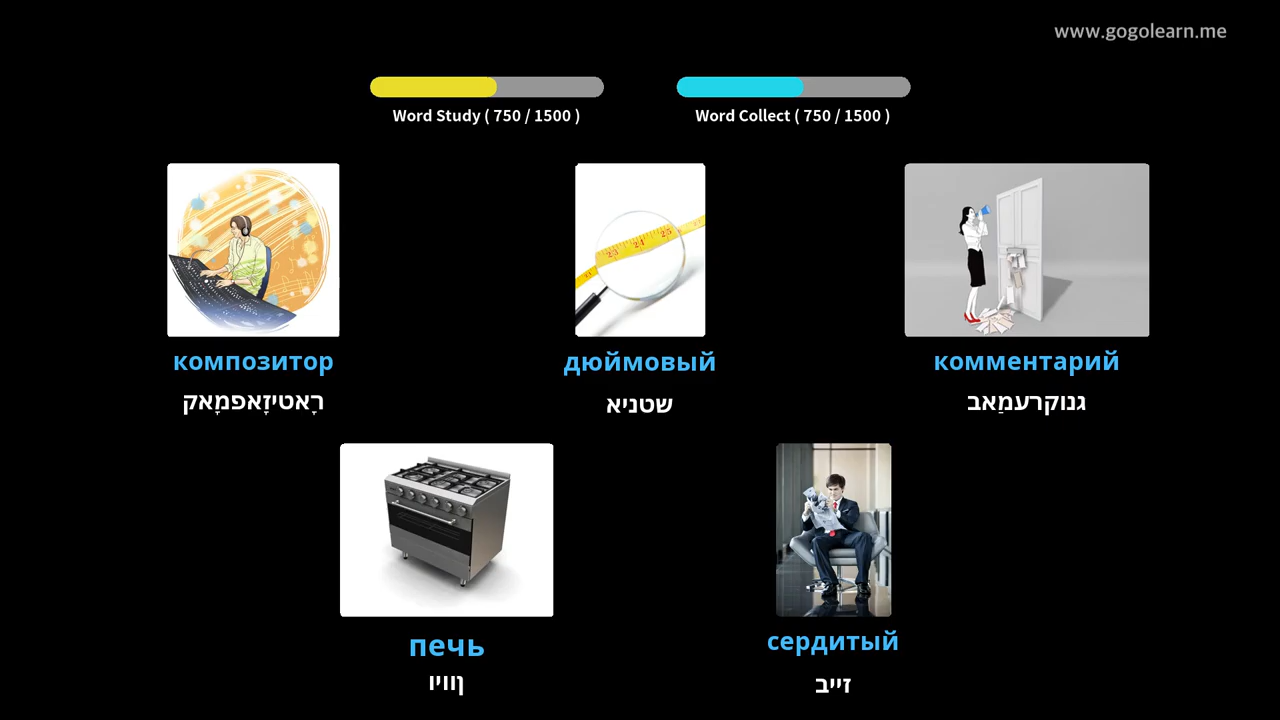 www.gogolearn.me
Word Study ( 750 / 1500 )
Word Collect ( 750 / 1500 )
композитор
רָאטיזָאפמָאק
дюймовый
שטניא
комментарий
גנוקרעמַאב
печь
ןוויו
сердитый
זייב